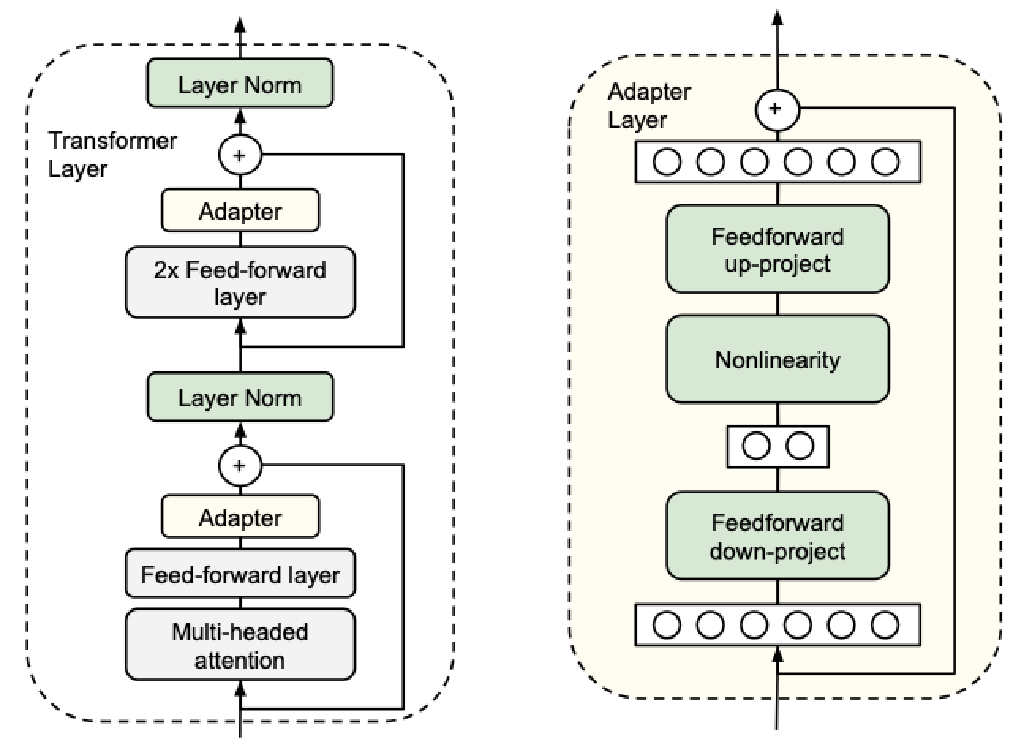 Layer Norm
Transformer
Layer
+
Adapter
2x Feed-forward
layer
Layer Norm
+
Adapter
Feed-forward layer
Multi-headed
attention
Adapter
Layer
+
Feedforward
up-project
Nonlinearity
Feedforward
down-project